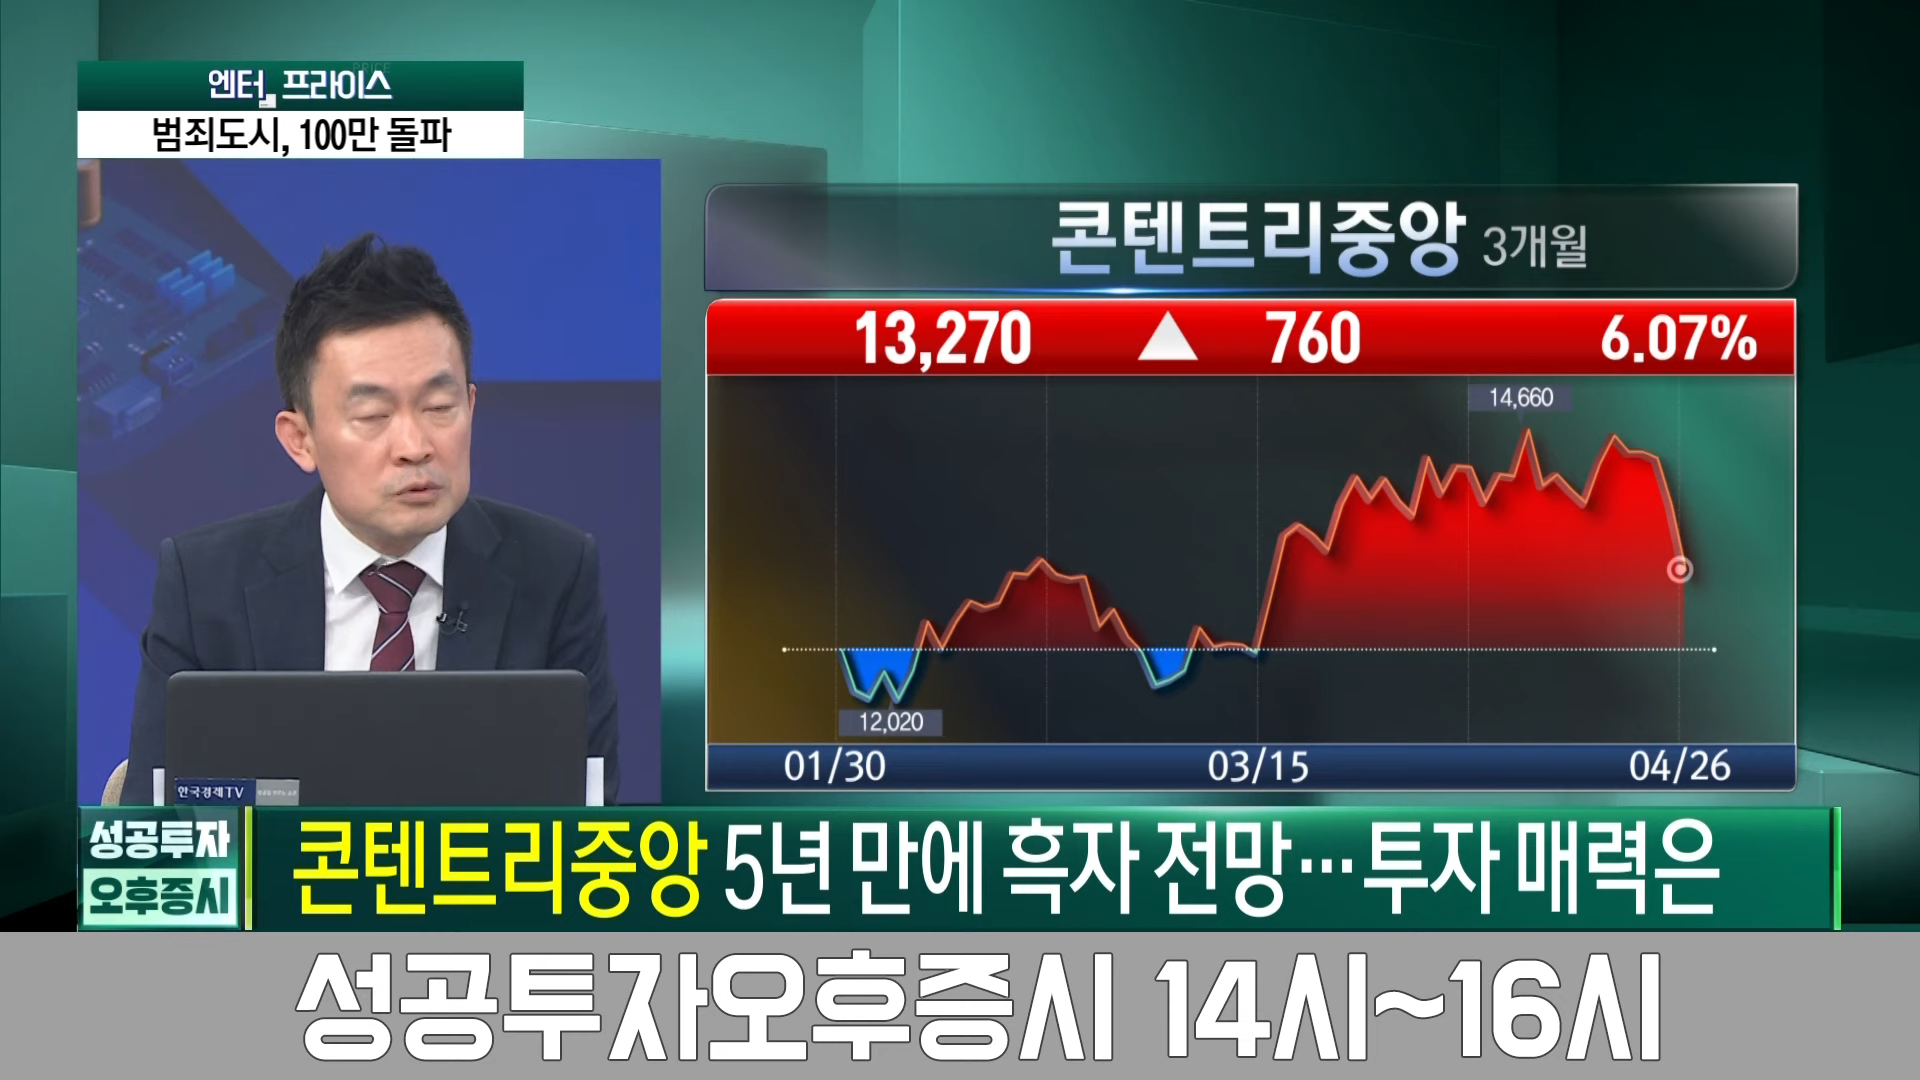 PRICE
엔터 프라이스
범죄도시, 100만 돌파
콘텐트리중앙 3개월
13,270 ▲ 760 6.07%
14,660
12,020
01/30 03/15 04/26
한국경제TV
성공투자
오후증시
콘텐트리중앙 5년 만에 흑자 전망…투자 매력은
성공투자오후증시 14시~16시